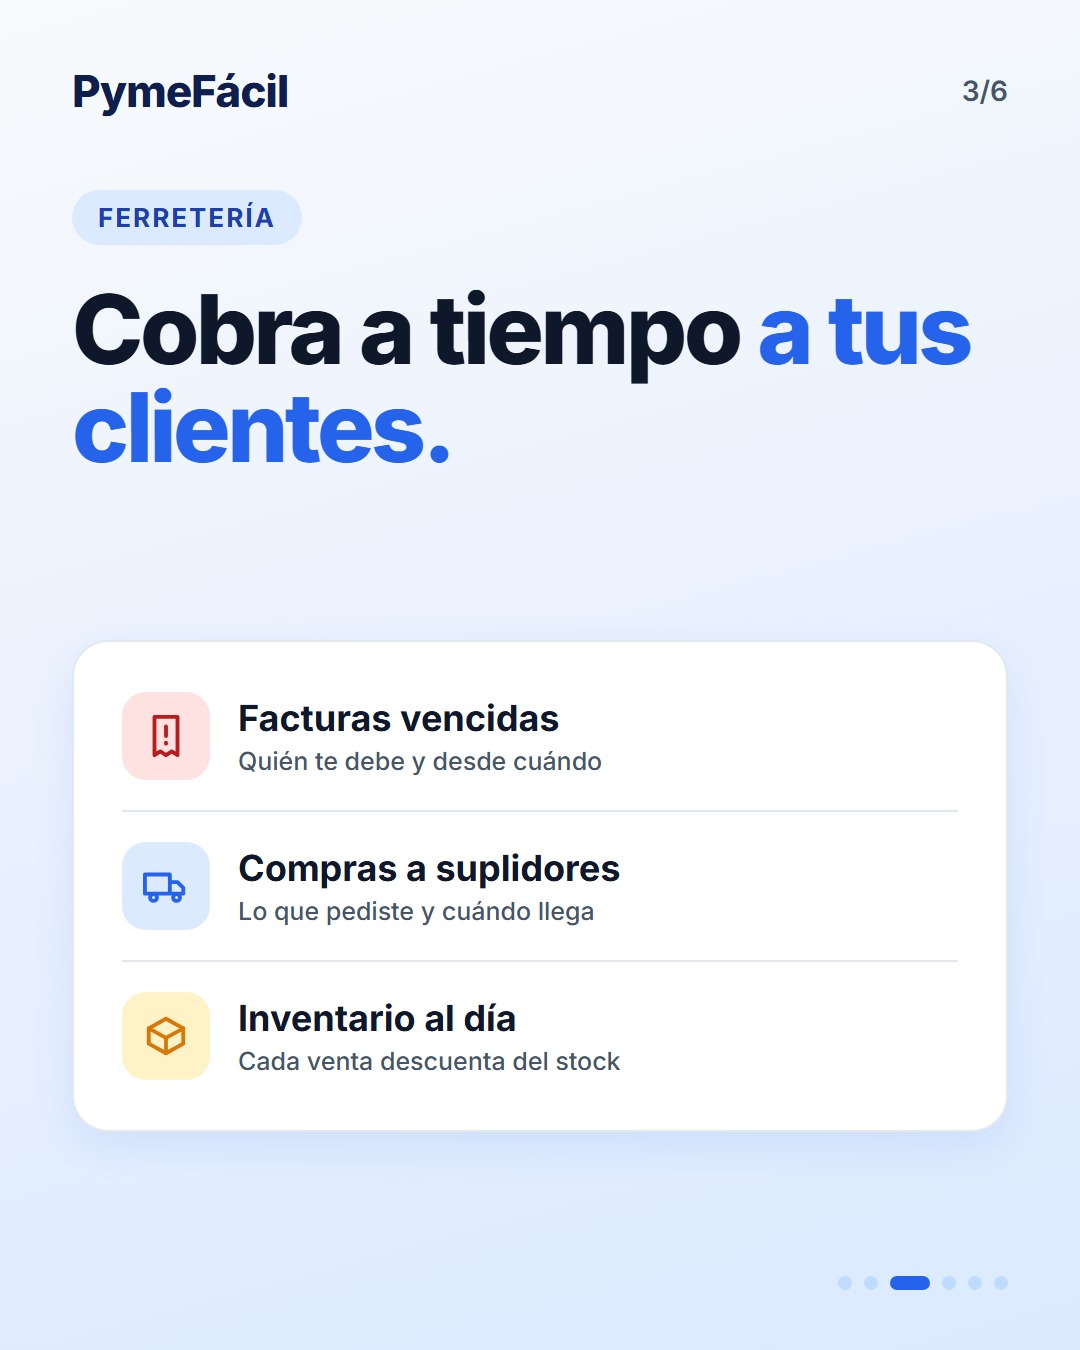 PymeFácil
3/6
FERRETERÍA
Cobra a tiempo a tus
clientes.
Facturas vencidas
Quién te debe y desde cuándo
Compras a suplidores
Lo que pediste y cuándo llega
Inventario al día
Cada venta descuenta del stock